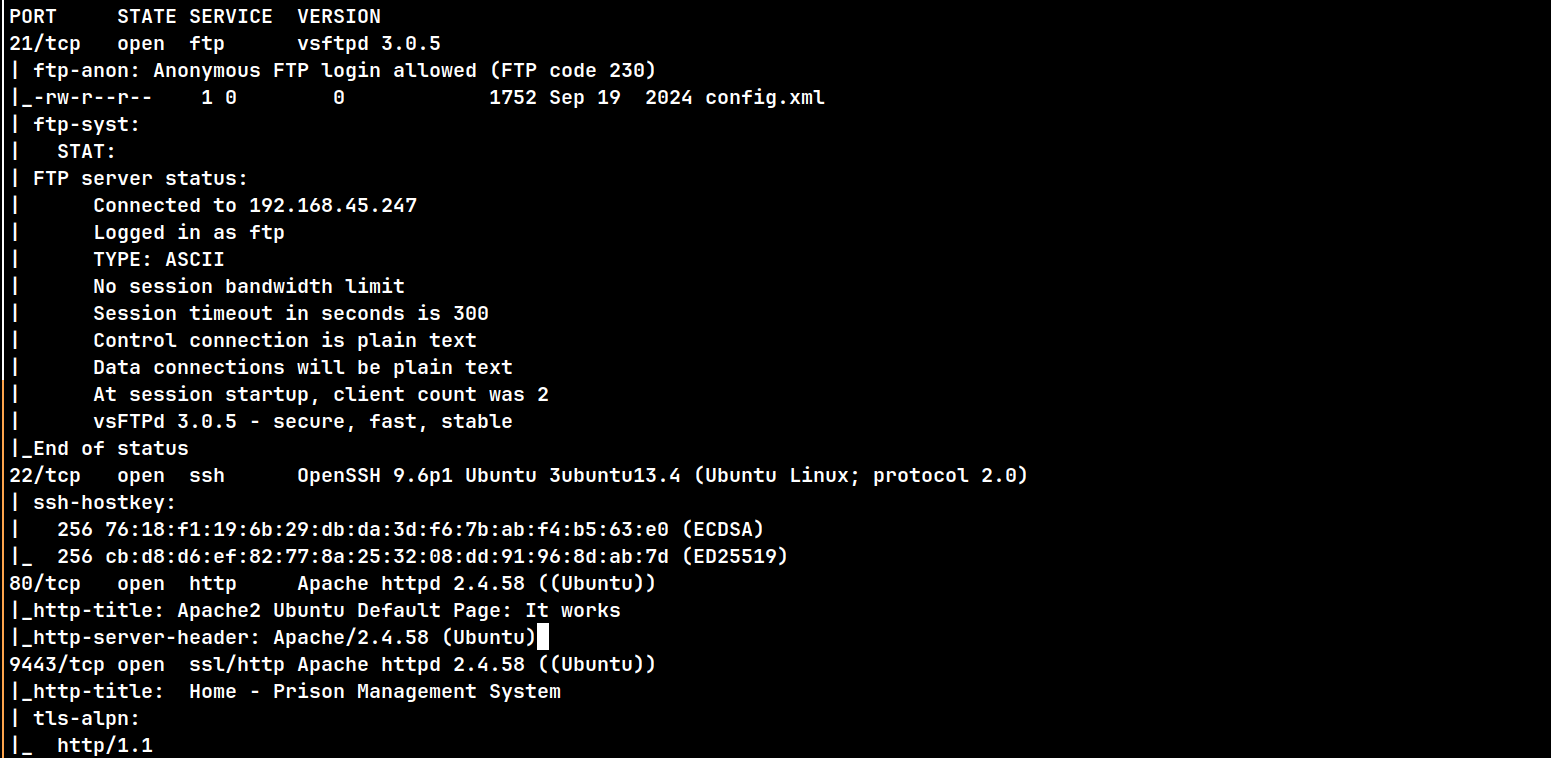 PORT     STATE SERVICE  VERSION
21/tcp   open  ftp      vsftpd 3.0.5
| ftp-anon: Anonymous FTP login allowed (FTP code 230)
|_-rw-r--r--    1 0        0            1752 Sep 19  2024 config.xml
| ftp-syst:
|   STAT:
| FTP server status:
|      Connected to 192.168.45.247
|      Logged in as ftp
|      TYPE: ASCII
|      No session bandwidth limit
|      Session timeout in seconds is 300
|      Control connection is plain text
|      Data connections will be plain text
|      At session startup, client count was 2
|      vsFTPd 3.0.5 - secure, fast, stable
|_End of status
22/tcp   open  ssh      OpenSSH 9.6p1 Ubuntu 3ubuntu13.4 (Ubuntu Linux; protocol 2.0)
| ssh-hostkey:
|   256 76:18:f1:19:6b:29:db:da:3d:f6:7b:ab:f4:b5:63:e0 (ECDSA)
|_  256 cb:d8:d6:ef:82:77:8a:25:32:08:dd:91:96:8d:ab:7d (ED25519)
80/tcp   open  http     Apache httpd 2.4.58 ((Ubuntu))
|_http-title: Apache2 Ubuntu Default Page: It works
|_http-server-header: Apache/2.4.58 (Ubuntu)
9443/tcp open  ssl/http Apache httpd 2.4.58 ((Ubuntu))
|_http-title:  Home - Prison Management System
| tls-alpn:
|_  http/1.1